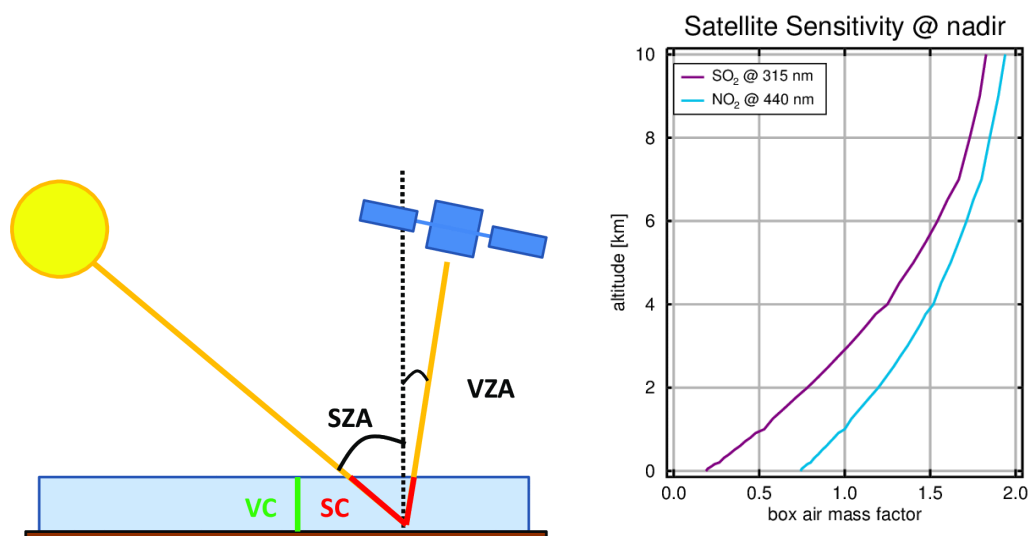 SZA
VZA
VC
SC
Satellite Sensitivity @ nadir
SO₂ @ 315 nm
NO₂ @ 440 nm
altitude [km]
10
8
6
4
2
0
0.0 0.5 1.0 1.5 2.0
box air mass factor